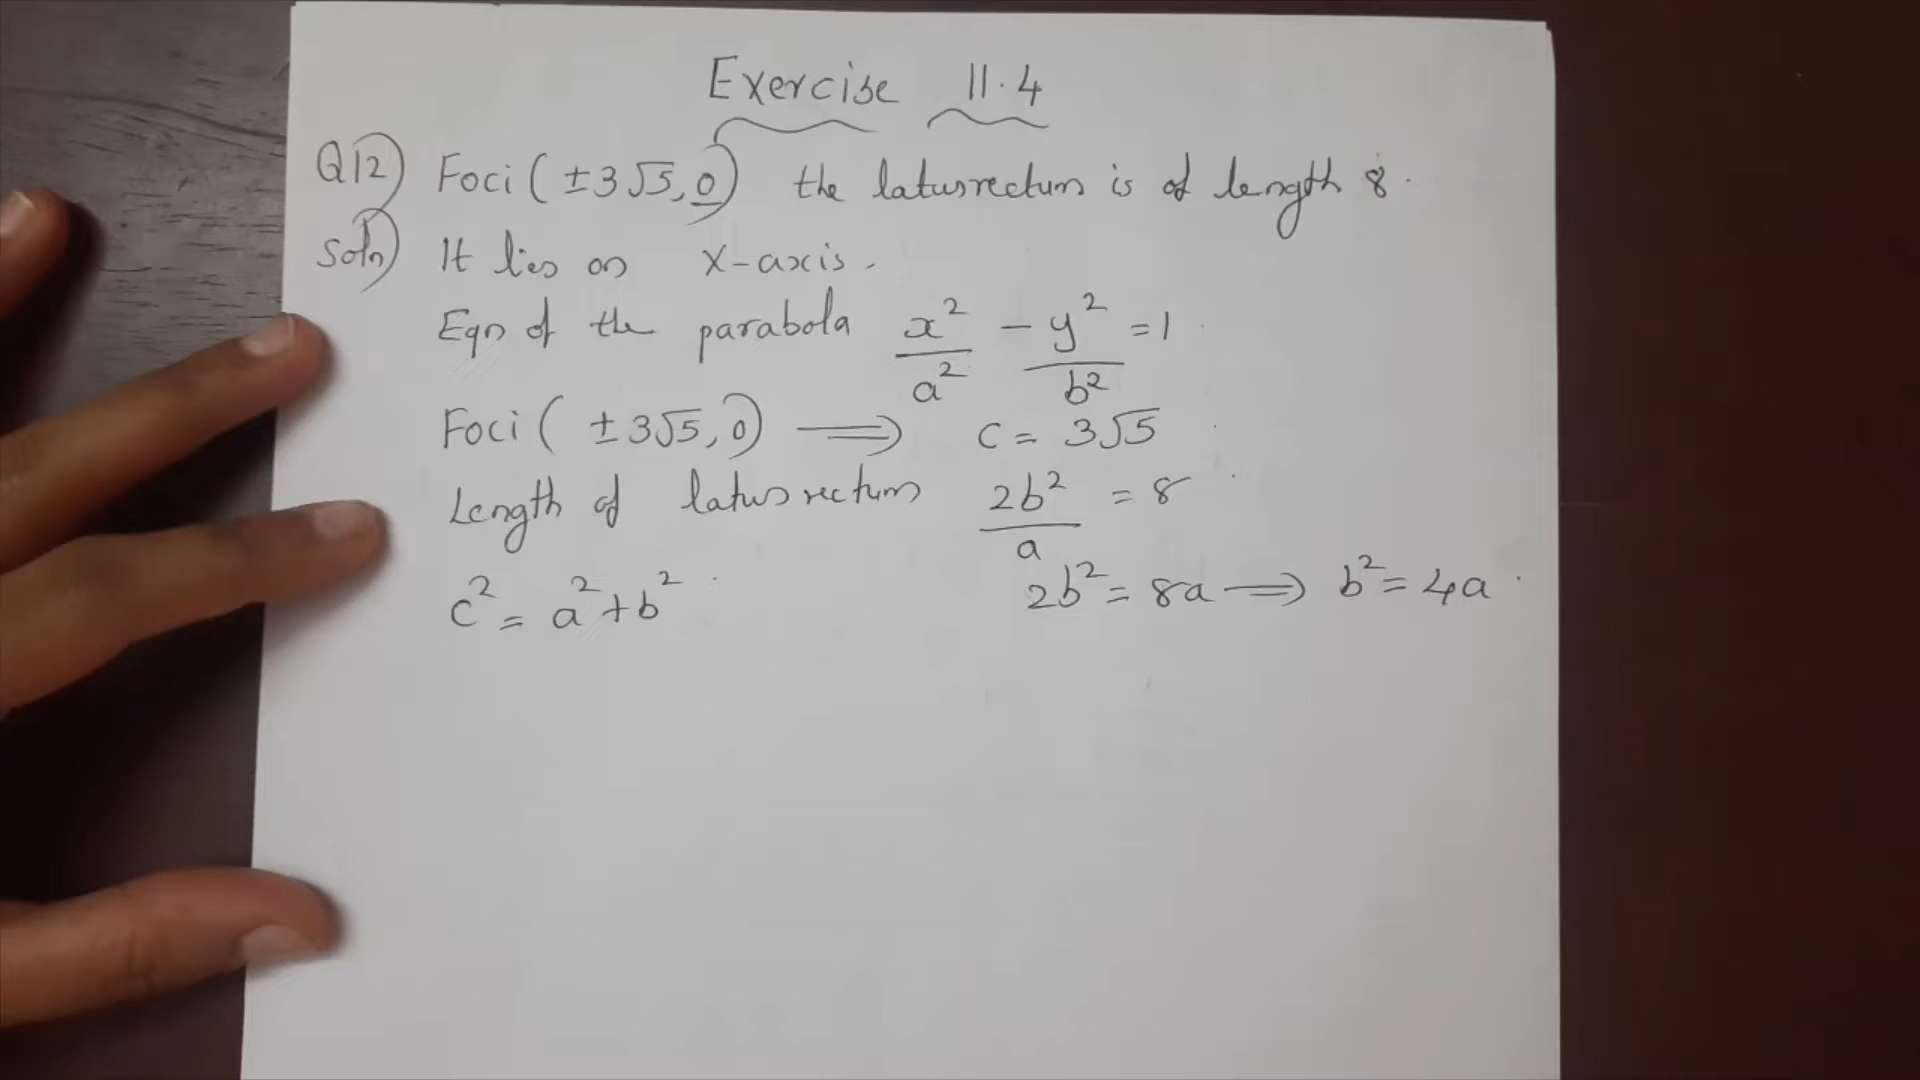 Exercise 11.4
Q12) Foci (±3√5, 0) the latusrectum is of length 8.
Soln) It lies on X-axis.
Eqn of the parabola x²/a² - y²/b² = 1
Foci (±3√5, 0) ⟹ c = 3√5
Length of latusrectum 2b²/a = 8
c² = a² + b² 2b² = 8a ⟹ b² = 4a.